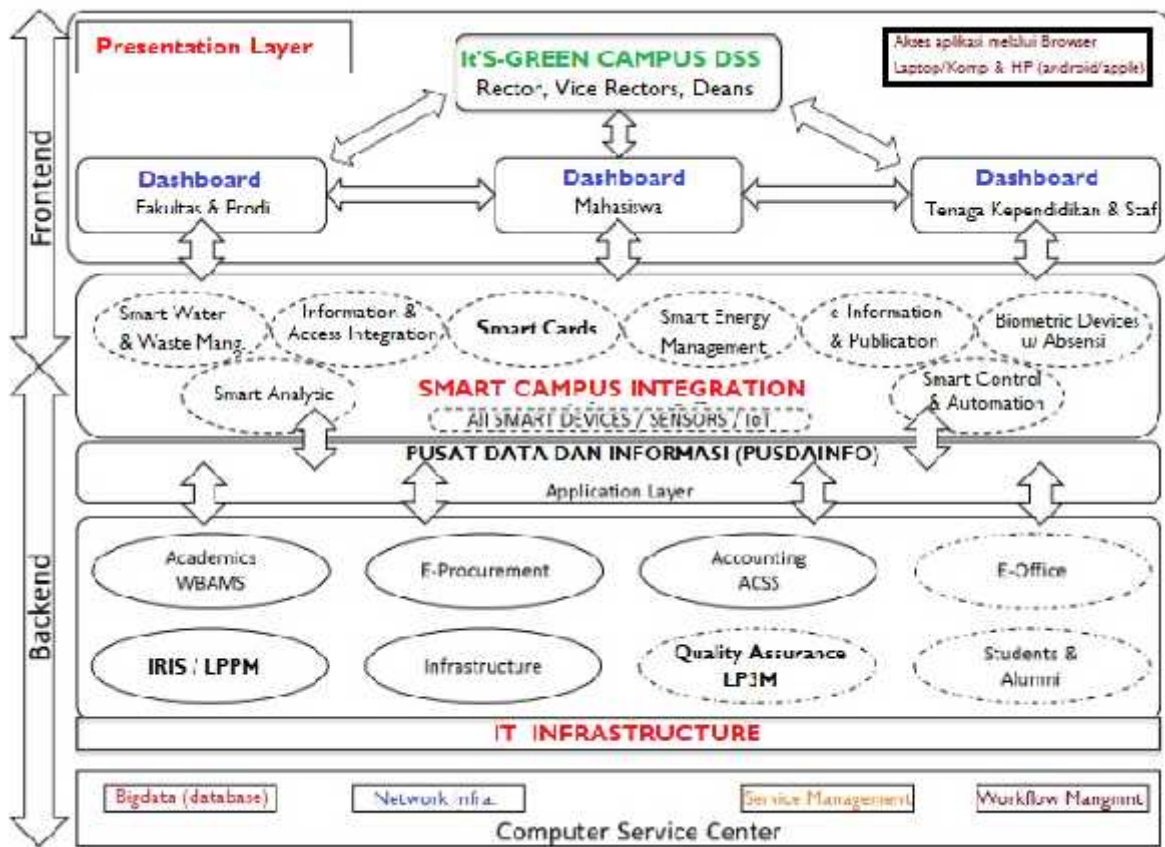 Presentation Layer
It'S-GREEN CAMPUS DSS
Rector, Vice Rectors, Deans
Akses aplikasi melalui Browser
Laptop/Komp & HP (android/apple)
Frontend
Dashboard
Fakultas & Prodi
Dashboard
Mahasiswa
Dashboard
Tenaga Kependidikan & Staf
Smart Water
& Waste Mang.
Information &
Access Integration
Smart Cards
Smart Energy
Management
e Information
& Publication
Biometric Devices
w/ Absensi
Smart Analytic
SMART CAMPUS INTEGRATION
All SMART DEVICES / SENSORS / IoT
Smart Control
& Automation
PUSAT DATA DAN INFORMASI (PUSDAINFO)
Application Layer
Backend
Academics
WBAMS
E-Procurement
Accounting
ACSS
E-Office
IRIS / LPPM
Infrastructure
Quality Assurance
LP3M
Students &
Alumni
IT INFRASTRUCTURE
Bigdata (database)
Network Infra.
Service Management
Workflow Mangmnt
Computer Service Center